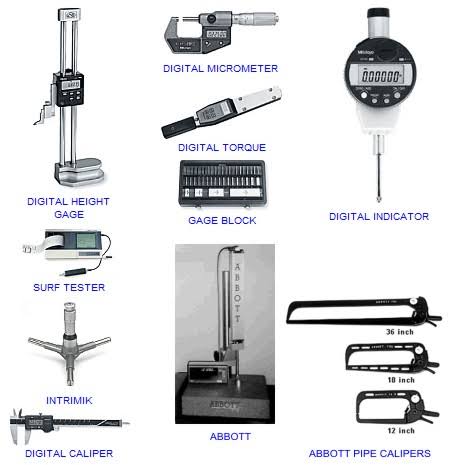 DIGITAL HEIGHT
GAGE
DIGITAL MICROMETER
DIGITAL TORQUE
GAGE BLOCK
Mitutoyo
0.00000
DIGITAL INDICATOR
SURF TESTER
INTRIMIK
DIGITAL CALIPER
ABBOTT
ABBOTT
ABBOTT
36 inch
18 inch
12 inch
ABBOTT PIPE CALIPERS